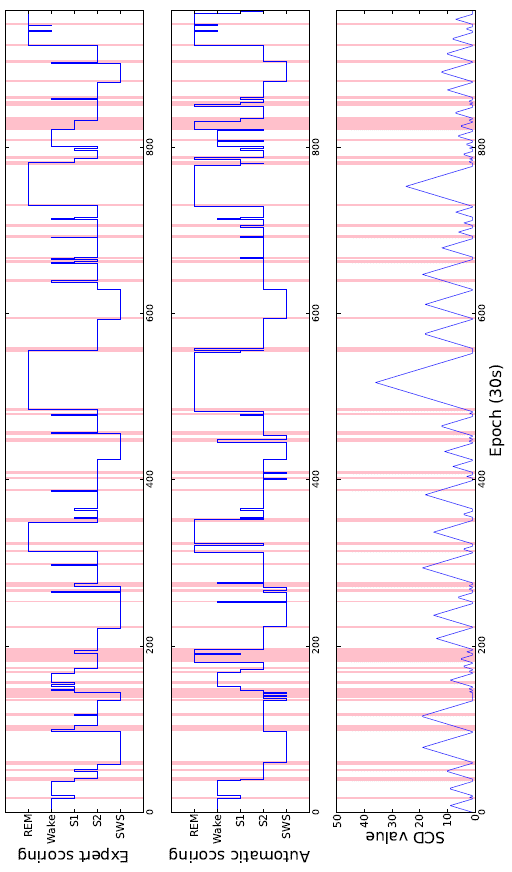 REM
Wake
S1
S2
SWS
Expert scoring
0
200
400
600
800
REM
Wake
S1
S2
SWS
Automatic scoring
0
200
400
600
800
50
40
30
20
10
0
SCD value
0
200
400
600
800
Epoch (30s)